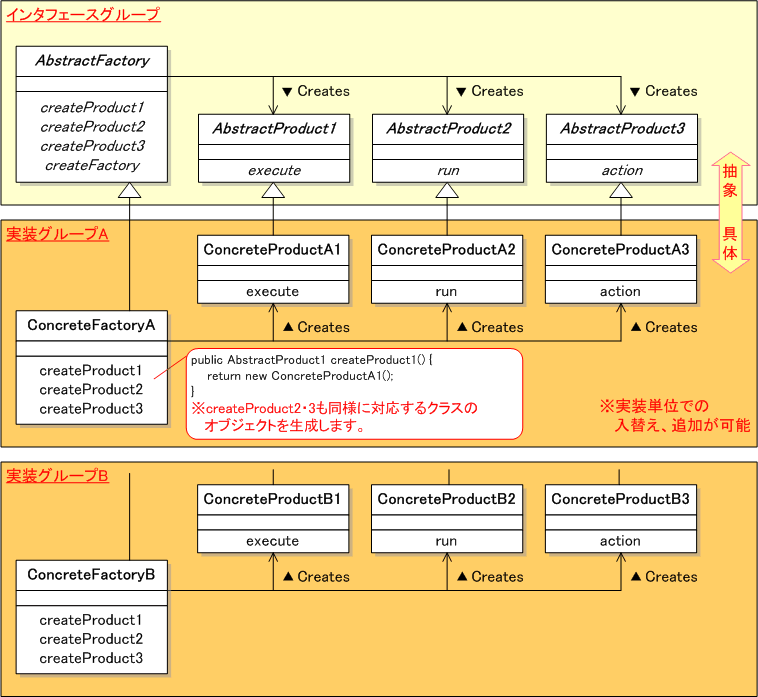 インタフェースグループ
AbstractFactory
createProduct1
createProduct2
createProduct3
createFactory
▼ Creates
▼ Creates
▼ Creates
AbstractProduct1
execute
AbstractProduct2
run
AbstractProduct3
action
抽象
具体
実装グループA
ConcreteProductA1
execute
ConcreteProductA2
run
ConcreteProductA3
action
▲ Creates
▲ Creates
▲ Creates
ConcreteFactoryA
createProduct1
createProduct2
createProduct3
public AbstractProduct1 createProduct1() {
return new ConcreteProductA1();
}
※createProduct2・3も同様に対応するクラスの
オブジェクトを生成します。
※実装単位での
入替え、追加が可能
実装グループB
ConcreteProductB1
execute
ConcreteProductB2
run
ConcreteProductB3
action
▲ Creates
▲ Creates
▲ Creates
ConcreteFactoryB
createProduct1
createProduct2
createProduct3